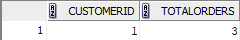 CUSTOMERID TOTALORDERS
1 1 3